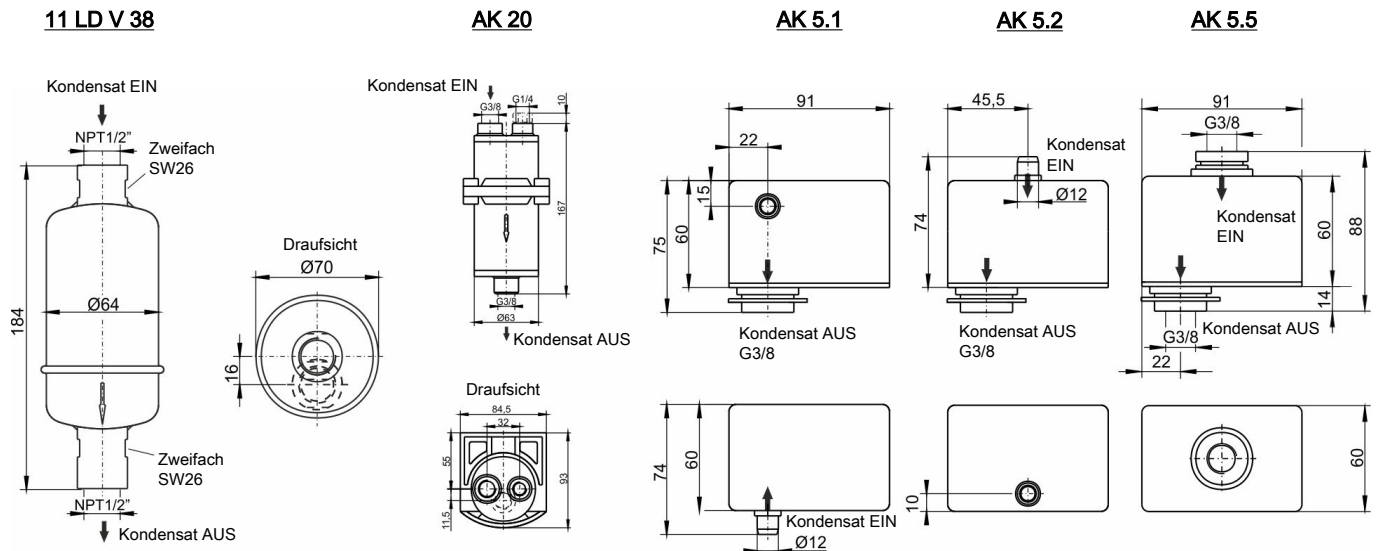 11 LD V 38
AK 20
AK 5.1
AK 5.2
AK 5.5
Kondensat EIN
NPT1/2”
Zweifach
SW26
184
Ø64
Zweifach
SW26
NPT1/2”
Kondensat AUS
Draufsicht
Ø70
16
Kondensat EIN
G3/8
G1/4
10
167
G3/8
Ø63
Kondensat AUS
Draufsicht
84,5
32
55
11,5
93
91
22
15
75
60
Kondensat AUS
G3/8
74
60
Kondensat EIN
Ø12
45,5
Kondensat
EIN
Ø12
74
Kondensat AUS
G3/8
10
91
G3/8
Kondensat
EIN
60
88
14
Kondensat AUS
G3/8
22
60